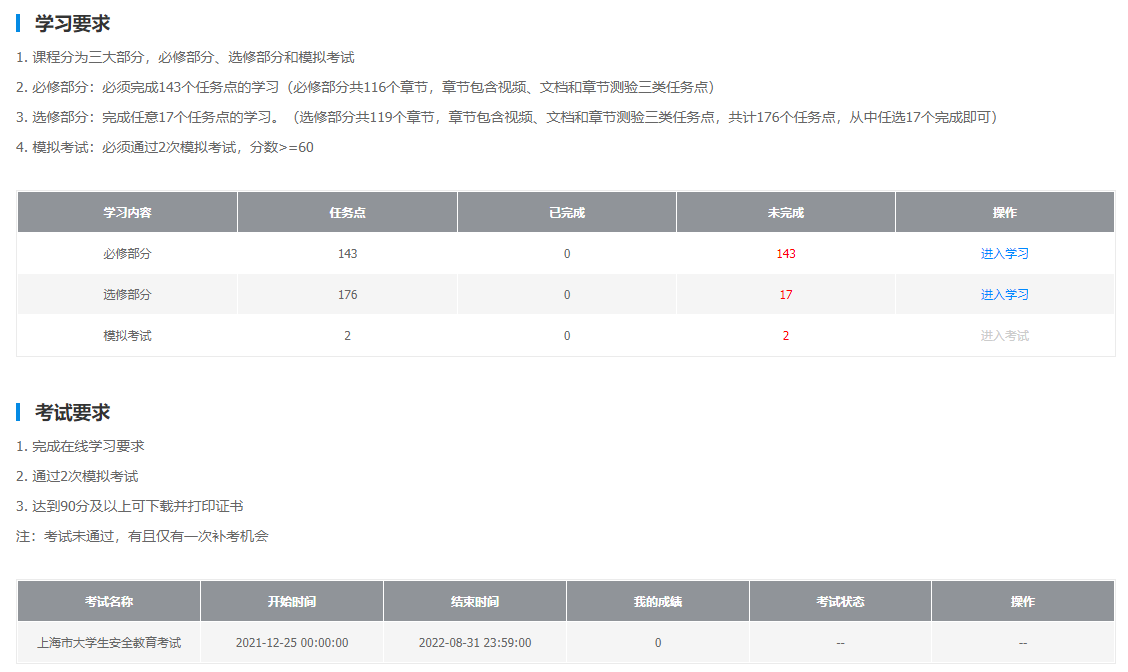 学习要求
1. 课程分为三大部分，必修部分、选修部分和模拟考试
2. 必修部分：必须完成143个任务点的学习（必修部分共116个章节，章节包含视频、文档和章节测验三类任务点）
3. 选修部分：完成任意17个任务点的学习。（选修部分共119个章节，章节包含视频、文档和章节测验三类任务点，共计176个任务点，从中任选17个完成即可）
4. 模拟考试：必须通过2次模拟考试，分数>=60
学习内容 任务点 已完成 未完成 操作
必修部分 143 0 143 进入学习
选修部分 176 0 17 进入学习
模拟考试 2 0 2 进入考试
考试要求
1. 完成在线学习要求
2. 通过2次模拟考试
3. 达到90分及以上可下载并打印证书
注：考试未通过，有且仅有一次补考机会
考试名称 开始时间 结束时间 我的成绩 考试状态 操作
上海市大学生安全教育考试 2021-12-25 00:00:00 2022-08-31 23:59:00 0 -- --